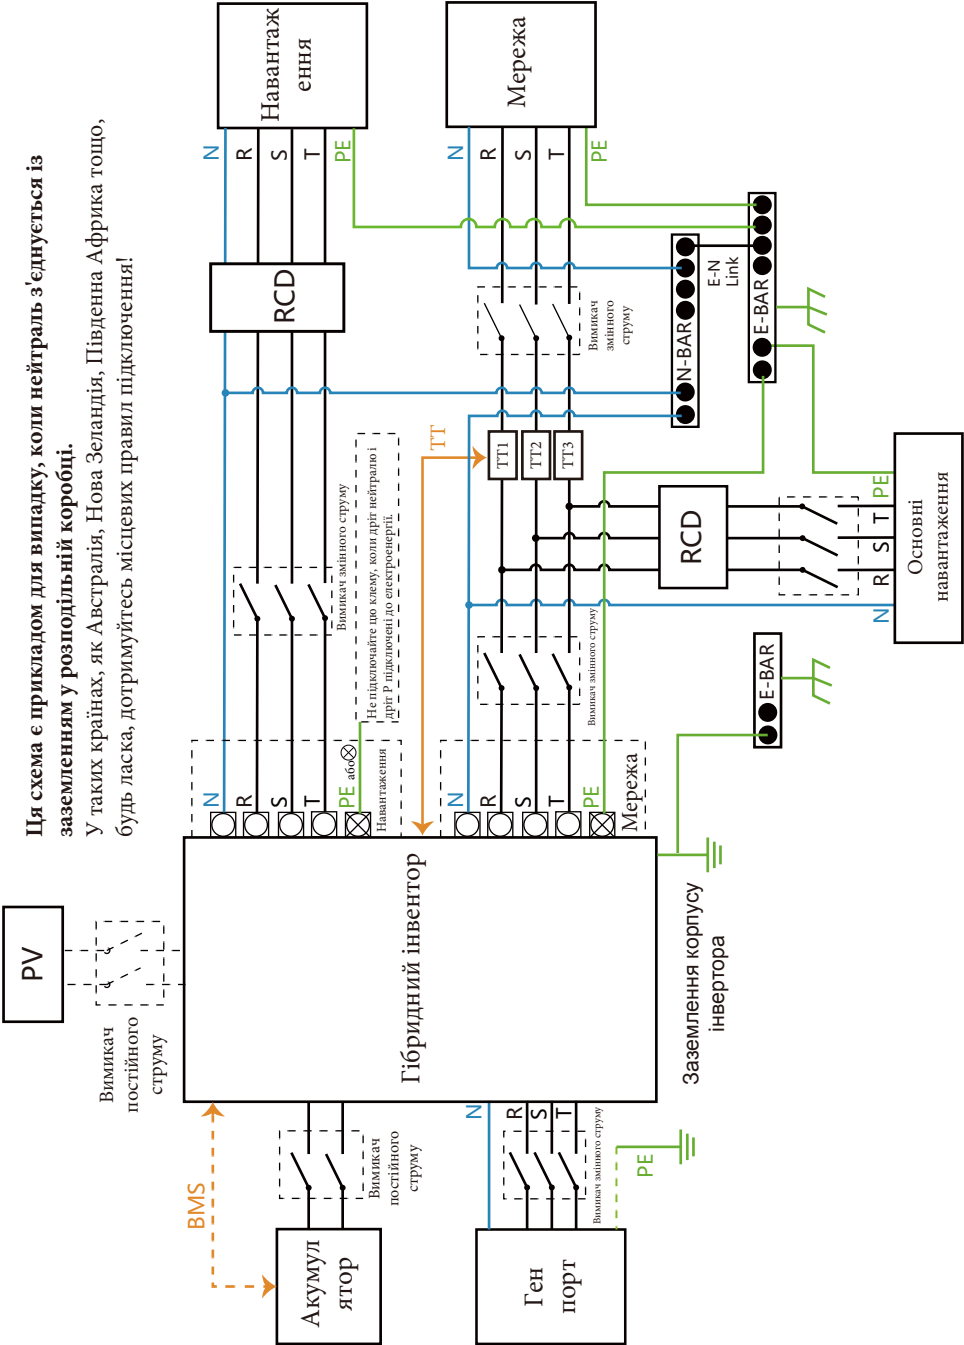 Ця схема є прикладом для випадку, коли нейтраль з'єднується із
заземленням у розподільній коробці.
У таких країнах, як Австралія, Нова Зеландія, Південна Африка тощо,
будь ласка, дотримуйтесь місцевих правил підключення!
PV
Вимикач
постійного
струму
BMS
Акумул
ятор
Вимикач
постійного
струму
Гібридний інвентор
Навантаж
ення
N
R
S
T
PE
RCD
Вимикач змінного струму
Не підключайте цю клему, коли дріт нейтралю і
дріт P підключені до електроенергії.
N
R
S
T
PE
або
Навантаження
Мережа
N
R
S
T
PE
Вимикач
змінного
струму
TT
TT1
TT2
TT3
N-BAR
E-N
Link
E-BAR
RCD
R
S
T
PE
N
Основні
навантаження
Вимикач змінного струму
N
R
S
T
PE
Мережа
E-BAR
Заземлення корпусу
інвертора
N
R
S
T
Вимикач змінного струму
PE
Ген
порт